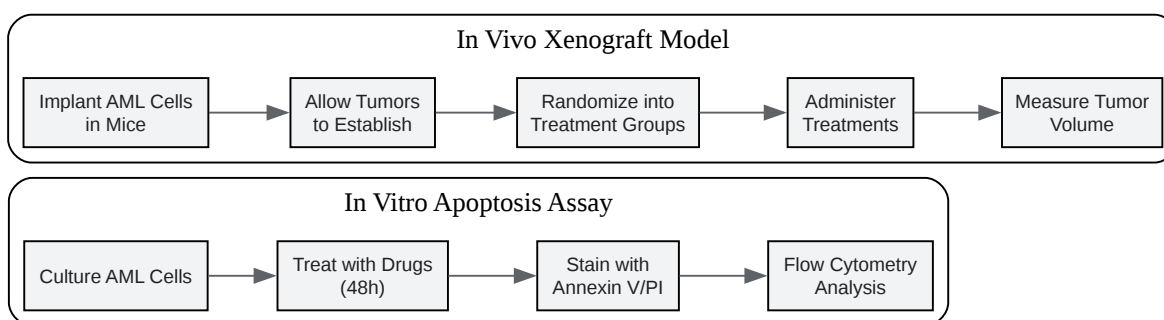 In Vivo Xenograft Model
Implant AML Cells
in Mice
Allow Tumors
to Establish
Randomize into
Treatment Groups
Administer
Treatments
Measure Tumor
Volume
In Vitro Apoptosis Assay
Culture AML Cells
Treat with Drugs
(48h)
Stain with
Annexin V/PI
Flow Cytometry
Analysis